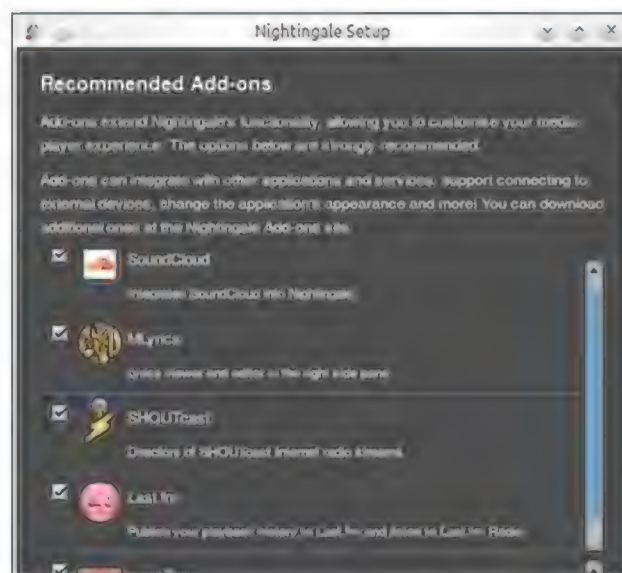 Nightingale Setup
Recommended Add-ons
Add-ons extend Nightingale's functionality, allowing you to customise your media-
player experience. The options below are strongly recommended.
Add-ons can integrate with other applications and services, support connecting to
external devices, change the application's appearance and more! You can download
additional ones at the Nightingale Add-ons site.
SoundCloud
SoundCloud into Nightingale
MLyrics
Lyrics viewer and editor in the right side pane
SHOUTcast
Directory of SHOUTcast Internet radio streams
Last.fm
Publish your playback history to Last.fm and listen to Last.fm Radio